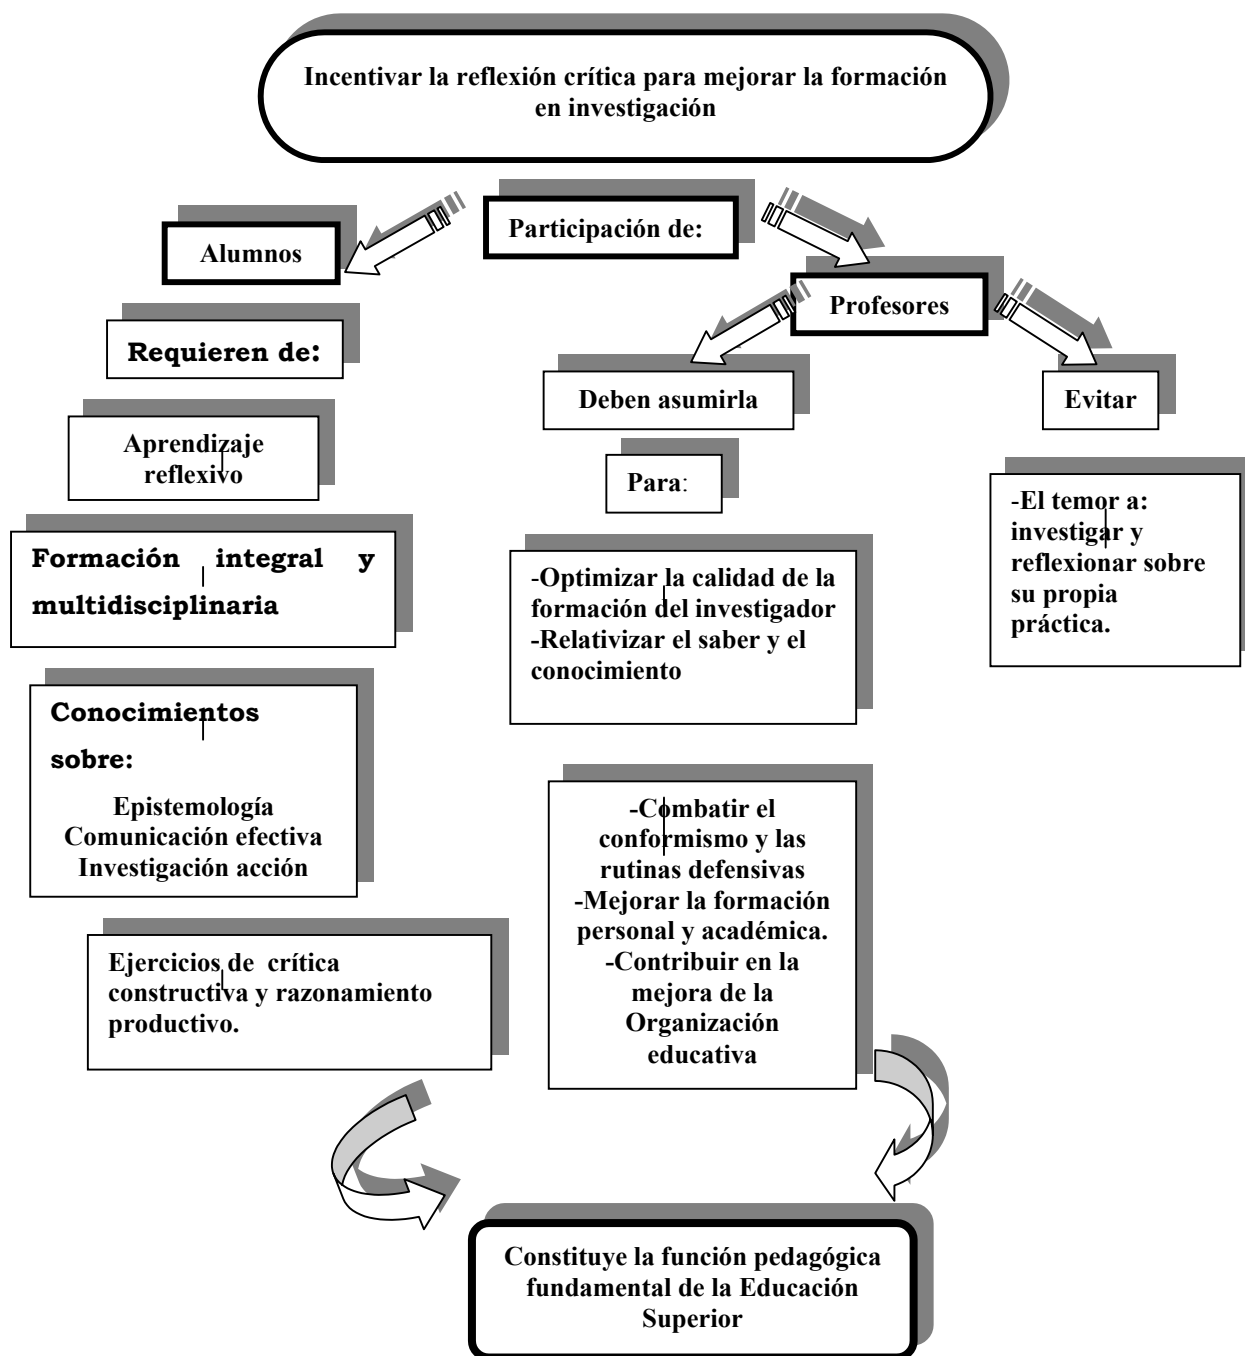 Incentivar la reflexión crítica para mejorar la formación
en investigación
Participación de:
Alumnos
Profesores
Requieren de:
Deben asumirla
Evitar
Aprendizaje
reflexivo
Para:
-El temor a:
investigar y
reflexionar sobre
su propia
práctica.
Formación integral y
multidisciplinaria
-Optimizar la calidad de la
formación del investigador
-Relativizar el saber y el
conocimiento
Conocimientos
sobre:
Epistemología
Comunicación efectiva
Investigación acción
-Combatir el
conformismo y las
rutinas defensivas
-Mejorar la formación
personal y académica.
-Contribuir en la
mejora de la
Organización
educativa
Ejercicios de crítica
constructiva y razonamiento
productivo.
Constituye la función pedagógica
fundamental de la Educación
Superior